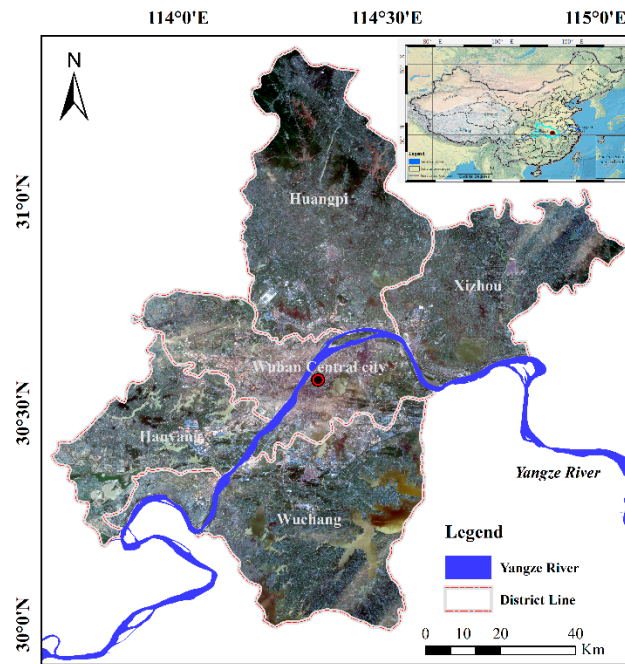 114°0'E 114°30'E 115°0'E
N
Huangpi
Xizhou
Wuhan Central city
Hanyang
Wuchang
Yangze River
31°0'N
30°30'N
30°0'N
Legend
Yangze River
District Line
0 10 20 40
Km
Legend